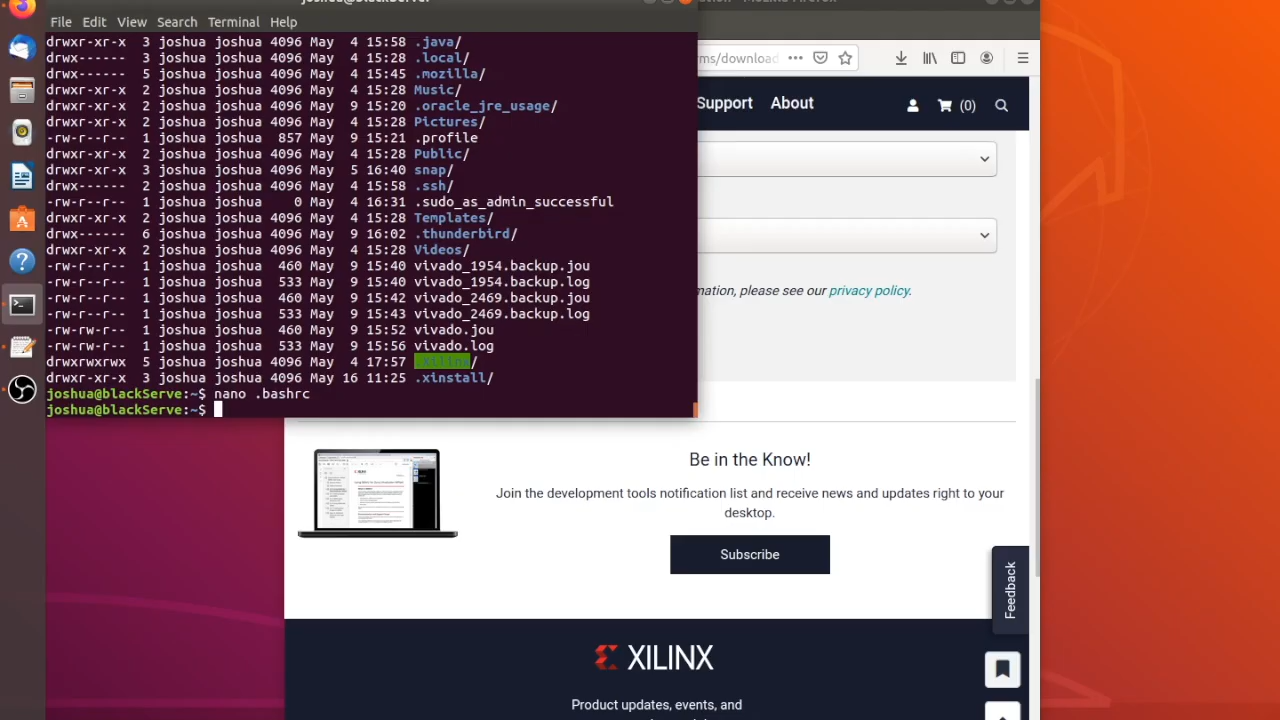 joshua@blackServe:
File Edit View Search Terminal Help
drwxr-xr-x 3 joshua joshua 4096 May 4 15:58 .java/
drwx------ 3 joshua joshua 4096 May 4 15:28 .local/
drwx------ 5 joshua joshua 4096 May 4 15:45 .mozilla/
drwxr-xr-x 2 joshua joshua 4096 May 4 15:28 Music/
drwxr-xr-x 2 joshua joshua 4096 May 9 15:20 .oracle_jre_usage/
drwxr-xr-x 2 joshua joshua 4096 May 4 15:28 Pictures/
-rw-r--r-- 1 joshua joshua 857 May 9 15:21 .profile
drwxr-xr-x 2 joshua joshua 4096 May 4 15:28 Public/
drwxr-xr-x 3 joshua joshua 4096 May 5 16:40 snap/
drwx------ 2 joshua joshua 4096 May 4 15:58 .ssh/
-rw-r--r-- 1 joshua joshua 0 May 4 16:31 .sudo_as_admin_successful
drwxr-xr-x 2 joshua joshua 4096 May 4 15:28 Templates/
drwx------ 6 joshua joshua 4096 May 9 16:02 .thunderbird/
drwxr-xr-x 2 joshua joshua 4096 May 4 15:28 Videos/
-rw-r--r-- 1 joshua joshua 460 May 9 15:40 vivado_1954.backup.jou
-rw-r--r-- 1 joshua joshua 533 May 9 15:40 vivado_1954.backup.log
-rw-r--r-- 1 joshua joshua 460 May 9 15:42 vivado_2469.backup.jou
-rw-r--r-- 1 joshua joshua 533 May 9 15:43 vivado_2469.backup.log
-rw-rw-r-- 1 joshua joshua 460 May 9 15:52 vivado.jou
-rw-rw-r-- 1 joshua joshua 533 May 9 15:56 vivado.log
drwxrwxrwx 5 joshua joshua 4096 May 4 17:57 .Xilinx/
drwxr-xr-x 3 joshua joshua 4096 May 16 11:25 .xinstall/
joshua@blackServe:~$ nano .bashrc
joshua@blackServe:~$
Mozilla Firefox
rms/download
Support About (0)
mation, please see our privacy policy.
Be in the Know!
Join the development tools notification list and receive news and updates right to your
desktop.
Subscribe
Feedback
XILINX
Product updates, events, and